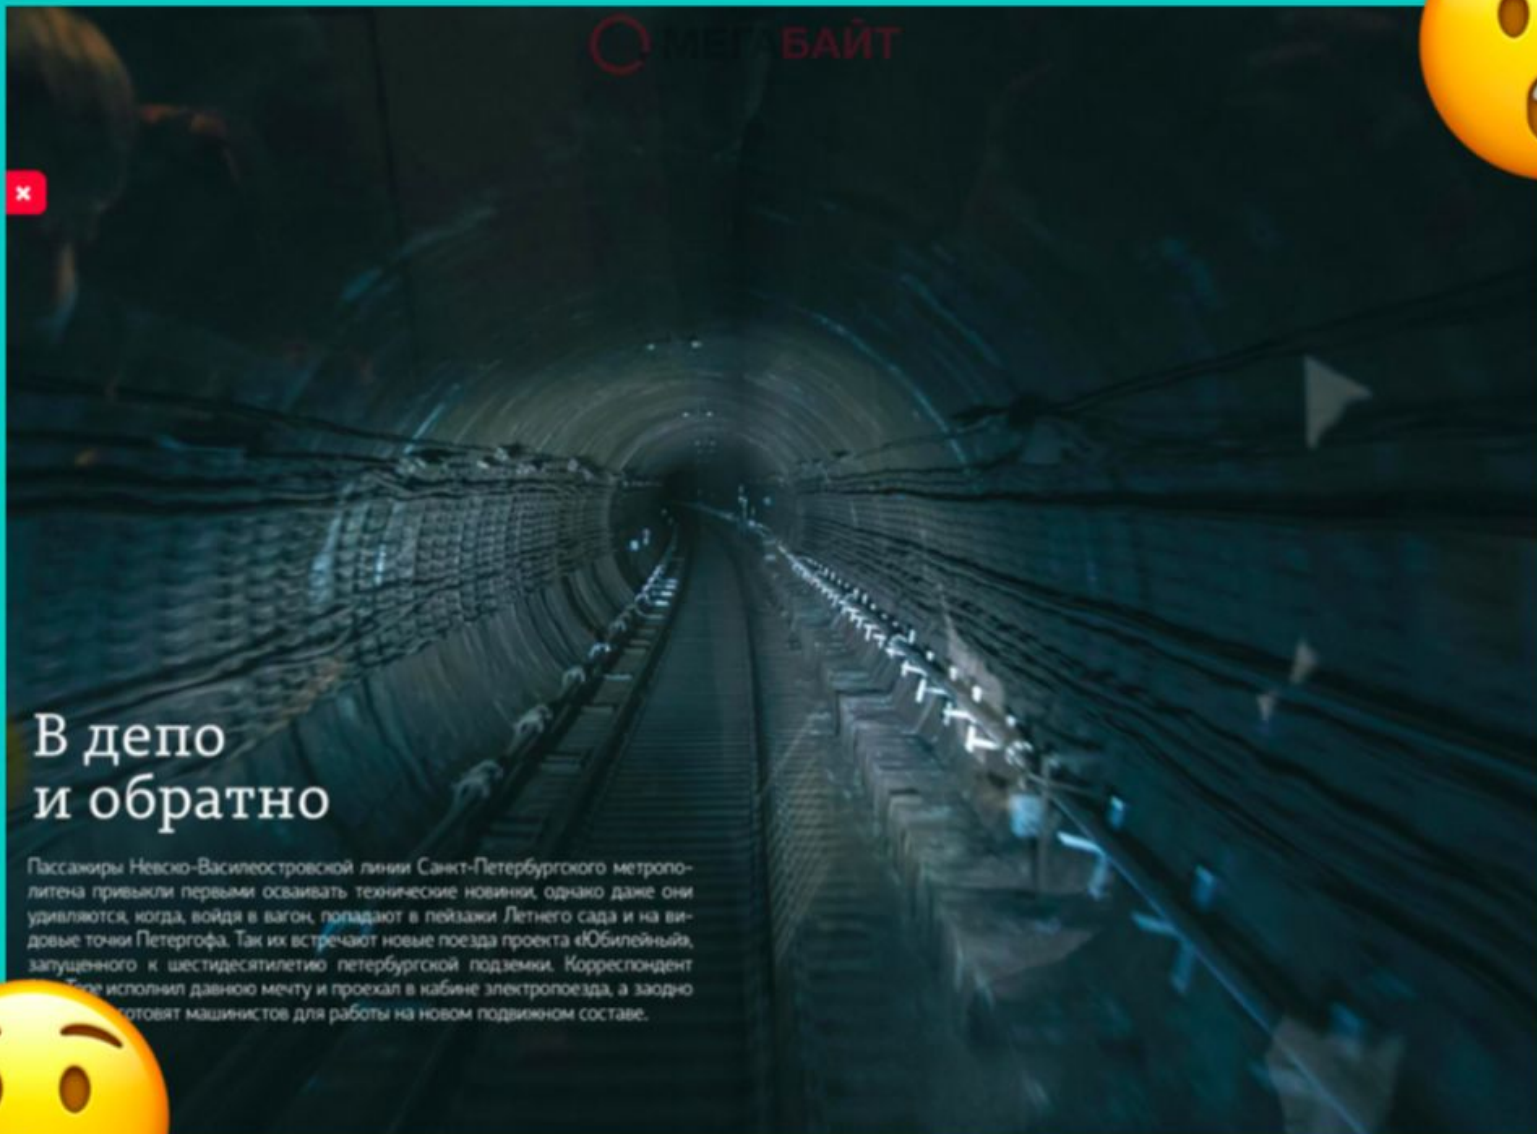 МЕГАБАЙТ
В депо
и обратно
Пассажиры Невско-Василеостровской линии Санкт-Петербургского метропо-
литена привыкли первыми осваивать технические новинки, однако даже они
удивляются, когда, войдя в вагон, попадают в пейзажи Летнего сада и на ви-
довые точки Петергофа. Так их встречают новые поезда проекта «Юбилейный»,
запущенного к шестидесятилетию петербургской подземки. Корреспондент
исполнил давнюю мечту и проехал в кабине электропоезда, а заодно
готовят машинистов для работы на новом подвижном составе.